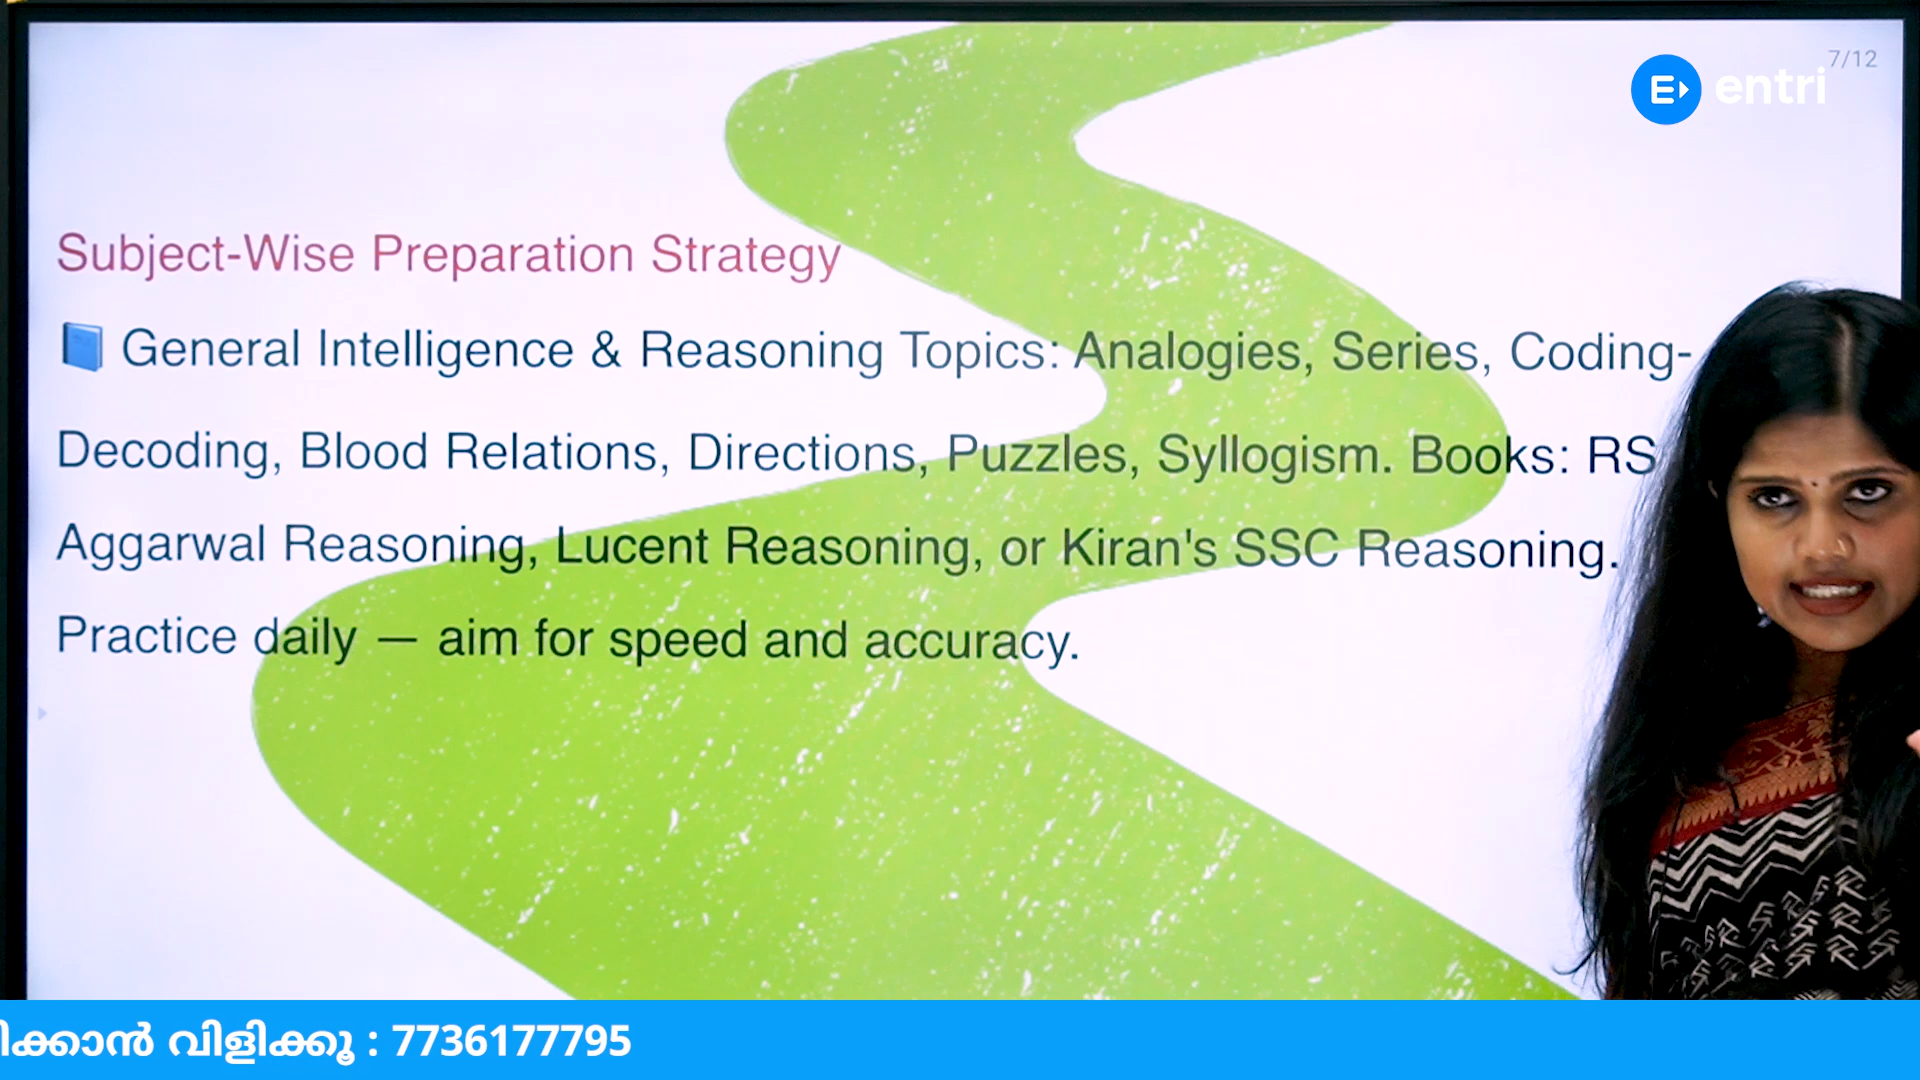 7/12
entri
Subject-Wise Preparation Strategy
📘 General Intelligence & Reasoning Topics: Analogies, Series, Coding-
Decoding, Blood Relations, Directions, Puzzles, Syllogism. Books: RS
Aggarwal Reasoning, Lucent Reasoning, or Kiran's SSC Reasoning.
Practice daily — aim for speed and accuracy.
ിക്കാൻ വിളിക്കൂ : 7736177795